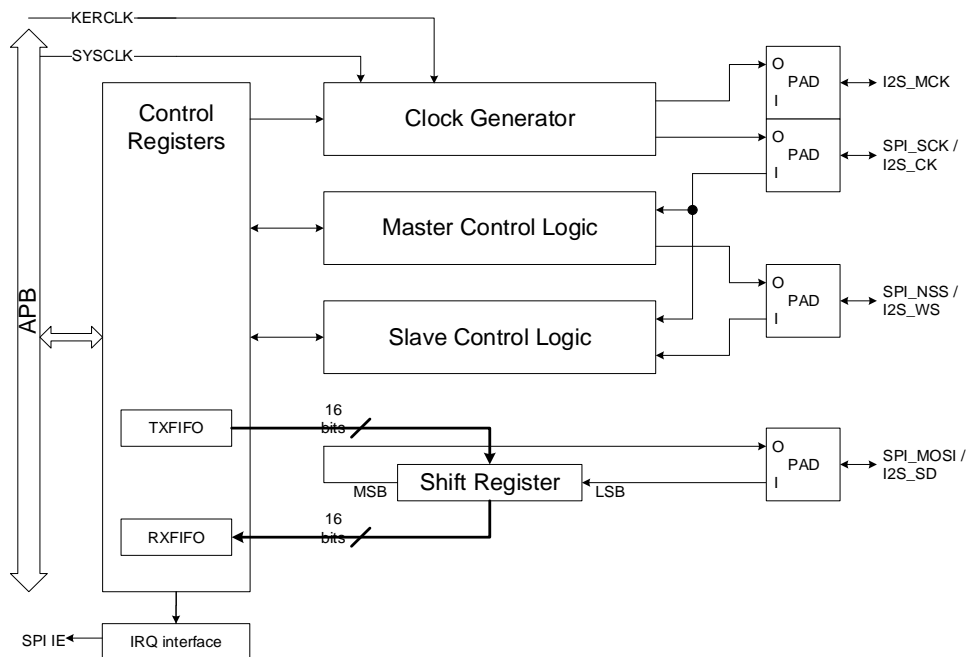 KERCLK
SYSCLK
APB
Control
Registers
Clock Generator
O
PAD
I
I2S_MCK
O
PAD
I
SPI_SCK /
I2S_CK
Master Control Logic
O
PAD
I
SPI_NSS /
I2S_WS
Slave Control Logic
TXFIFO
16
bits
O
PAD
I
SPI_MOSI /
I2S_SD
MSB
Shift Register
LSB
RXFIFO
16
bits
SPI IE
IRQ interface